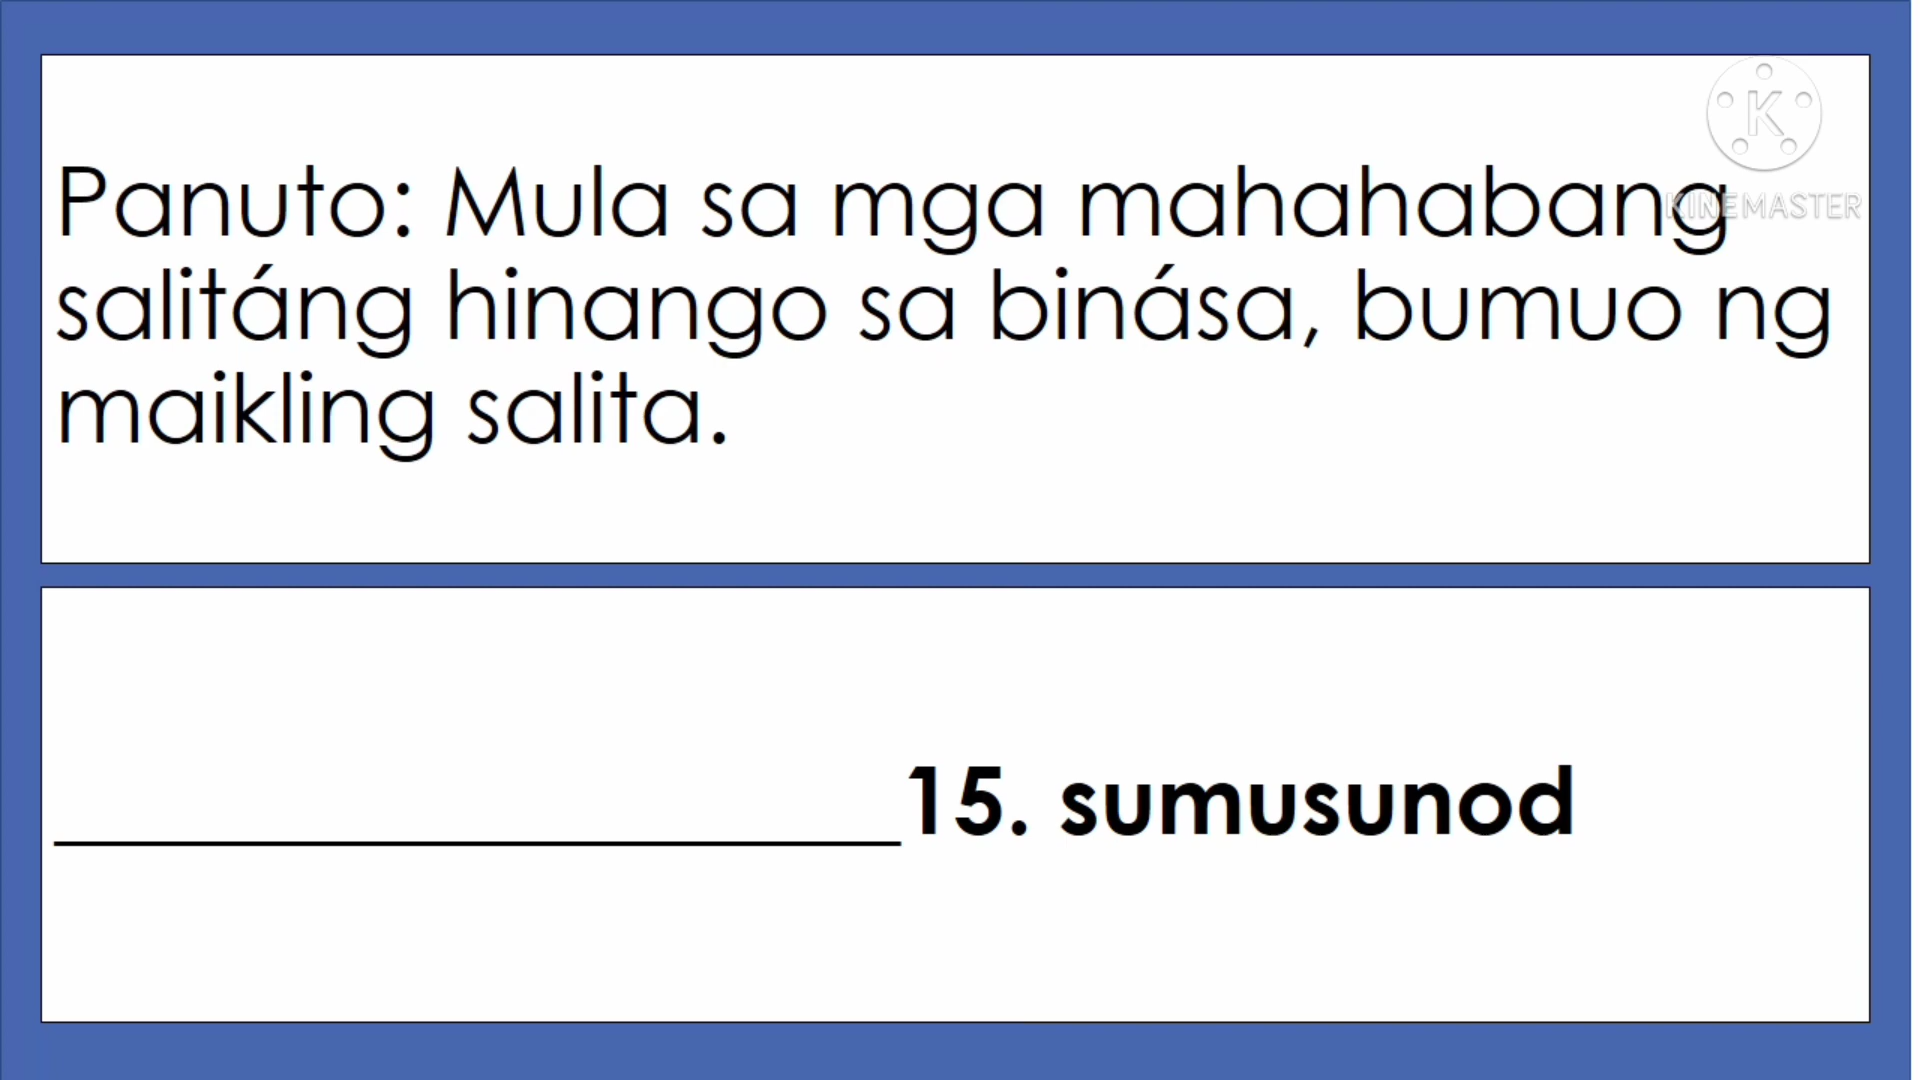 K
KINEMASTER
Panuto: Mula sa mga mahahabang
salitáng hinango sa binása, bumuo ng
maikling salita.
____________________15. sumusunod